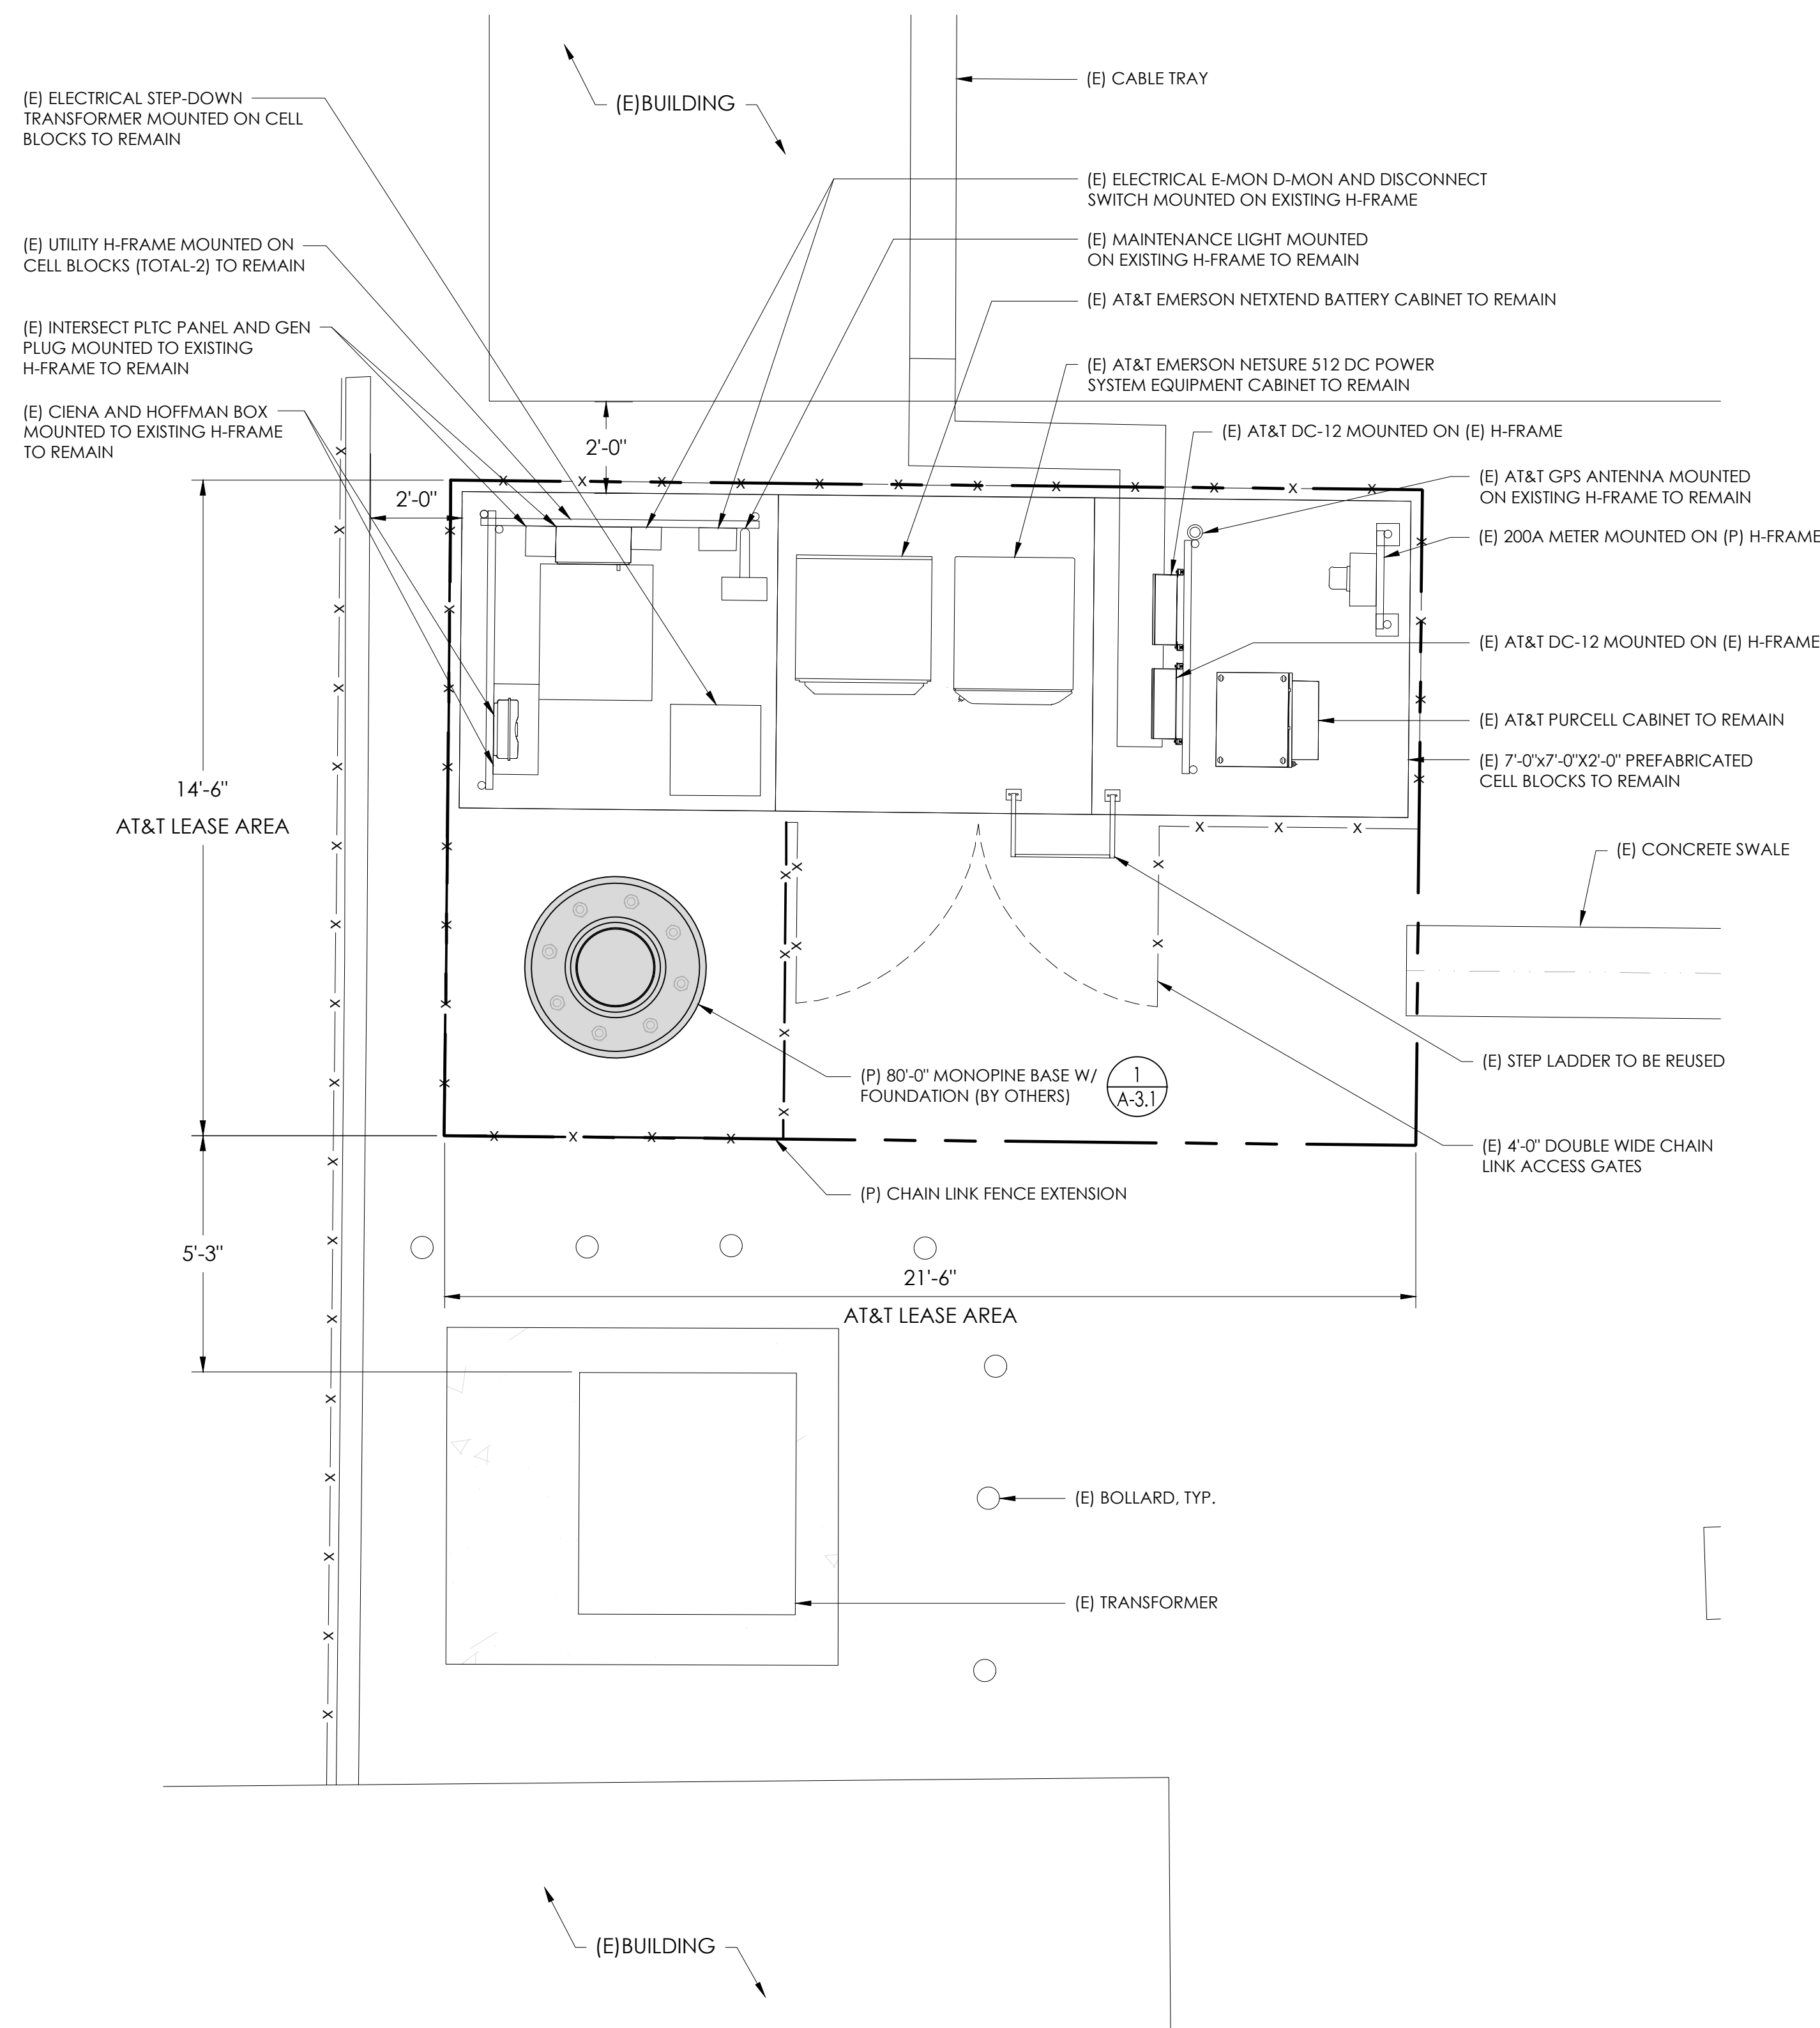 (E)BUILDING
(E) CABLE TRAY
(E) ELECTRICAL STEP-DOWN
TRANSFORMER MOUNTED ON CELL
BLOCKS TO REMAIN
(E) ELECTRICAL E-MON D-MON AND DISCONNECT
SWITCH MOUNTED ON EXISTING H-FRAME
(E) UTILITY H-FRAME MOUNTED ON
CELL BLOCKS (TOTAL-2) TO REMAIN
(E) MAINTENANCE LIGHT MOUNTED
ON EXISTING H-FRAME TO REMAIN
(E) AT&T EMERSON NETXTEND BATTERY CABINET TO REMAIN
(E) INTERSECT PLTC PANEL AND GEN
PLUG MOUNTED TO EXISTING
H-FRAME TO REMAIN
(E) AT&T EMERSON NETSURE 512 DC POWER
SYSTEM EQUIPMENT CABINET TO REMAIN
(E) CIENA AND HOFFMAN BOX
MOUNTED TO EXISTING H-FRAME
TO REMAIN
2'-0"
(E) AT&T DC-12 MOUNTED ON (E) H-FRAME
2'-0"
(E) AT&T GPS ANTENNA MOUNTED
ON EXISTING H-FRAME TO REMAIN
(E) 200A METER MOUNTED ON (P) H-FRAME
(E) AT&T DC-12 MOUNTED ON (E) H-FRAME
(E) AT&T PURCELL CABINET TO REMAIN
(E) 7'-0"x7'-0"X2'-0" PREFABRICATED
CELL BLOCKS TO REMAIN
14'-6"
AT&T LEASE AREA
(E) CONCRETE SWALE
(E) STEP LADDER TO BE REUSED
(P) 80'-0" MONOPINE BASE W/
FOUNDATION (BY OTHERS)
1
A-3.1
(E) 4'-0" DOUBLE WIDE CHAIN
LINK ACCESS GATES
(P) CHAIN LINK FENCE EXTENSION
5'-3"
21'-6"
AT&T LEASE AREA
(E) BOLLARD, TYP.
(E) TRANSFORMER
(E)BUILDING